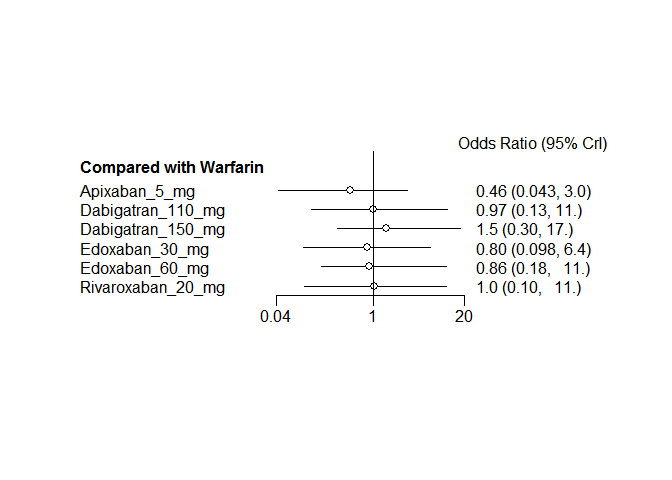 Odds Ratio (95% CrI)
Compared with Warfarin
Apixaban_5_mg 0.46 (0.043, 3.0)
Dabigatran_110_mg 0.97 (0.13, 11.)
Dabigatran_150_mg 1.5 (0.30, 17.)
Edoxaban_30_mg 0.80 (0.098, 6.4)
Edoxaban_60_mg 0.86 (0.18, 11.)
Rivaroxaban_20_mg 1.0 (0.10, 11.)
0.04 1 20